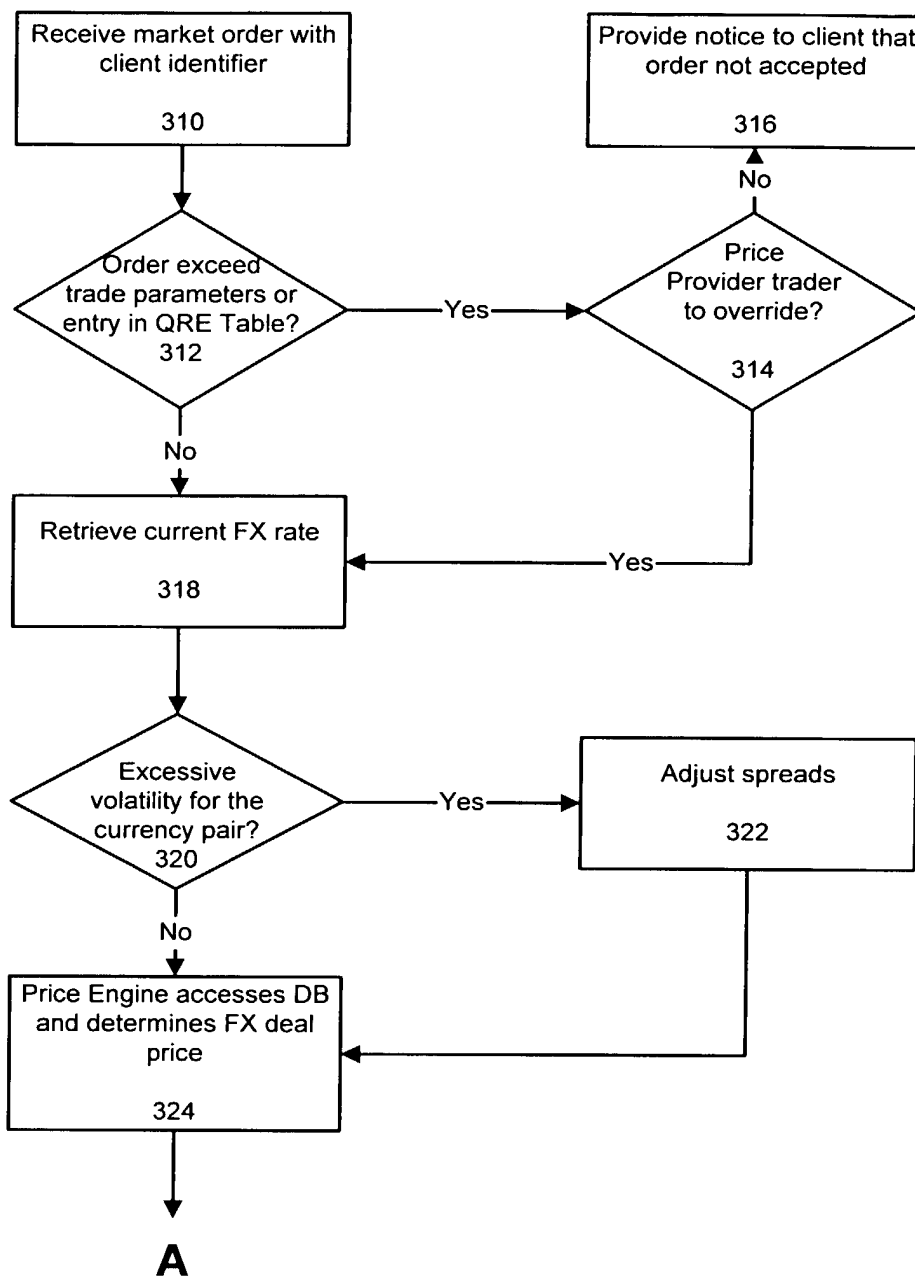 Receive market order with
client identifier
310
Provide notice to client that
order not accepted
316
No
Order exceed
trade parameters or
entry in QRE Table?
312
Yes
Price
Provider trader
to override?
314
No
Retrieve current FX rate
318
Yes
Excessive
volatility for the
currency pair?
320
Yes
Adjust spreads
322
No
Price Engine accesses DB
and determines FX deal
price
324
A